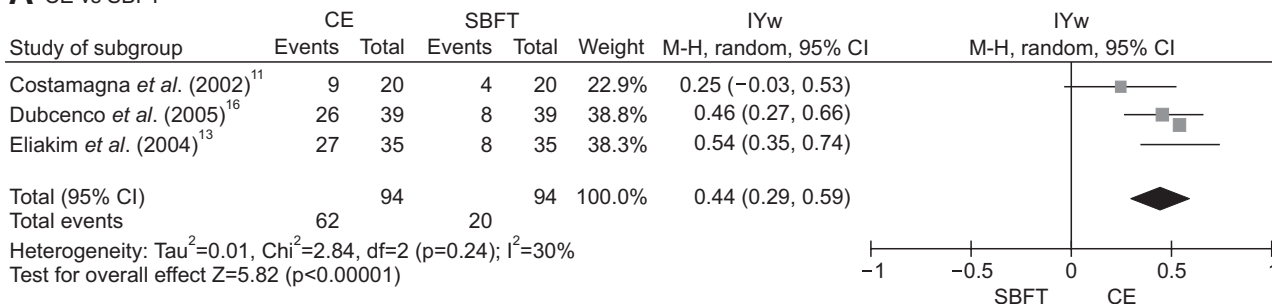 A CE vs SBFT
CE SBFT IYw IYw
Study of subgroup Events Total Events Total Weight M-H, random, 95% CI M-H, random, 95% CI
Costamagna et al. (2002)¹¹ 9 20 4 20 22.9% 0.25 (−0.03, 0.53)
Dubcenco et al. (2005)¹⁶ 26 39 8 39 38.8% 0.46 (0.27, 0.66)
Eliakim et al. (2004)¹³ 27 35 8 35 38.3% 0.54 (0.35, 0.74)
Total (95% CI) 94 94 100.0% 0.44 (0.29, 0.59)
Total events 62 20
Heterogeneity: Tau²=0.01, Chi²=2.84, df=2 (p=0.24); I²=30%
Test for overall effect Z=5.82 (p<0.00001)
−1 −0.5 0 0.5 1
SBFT CE